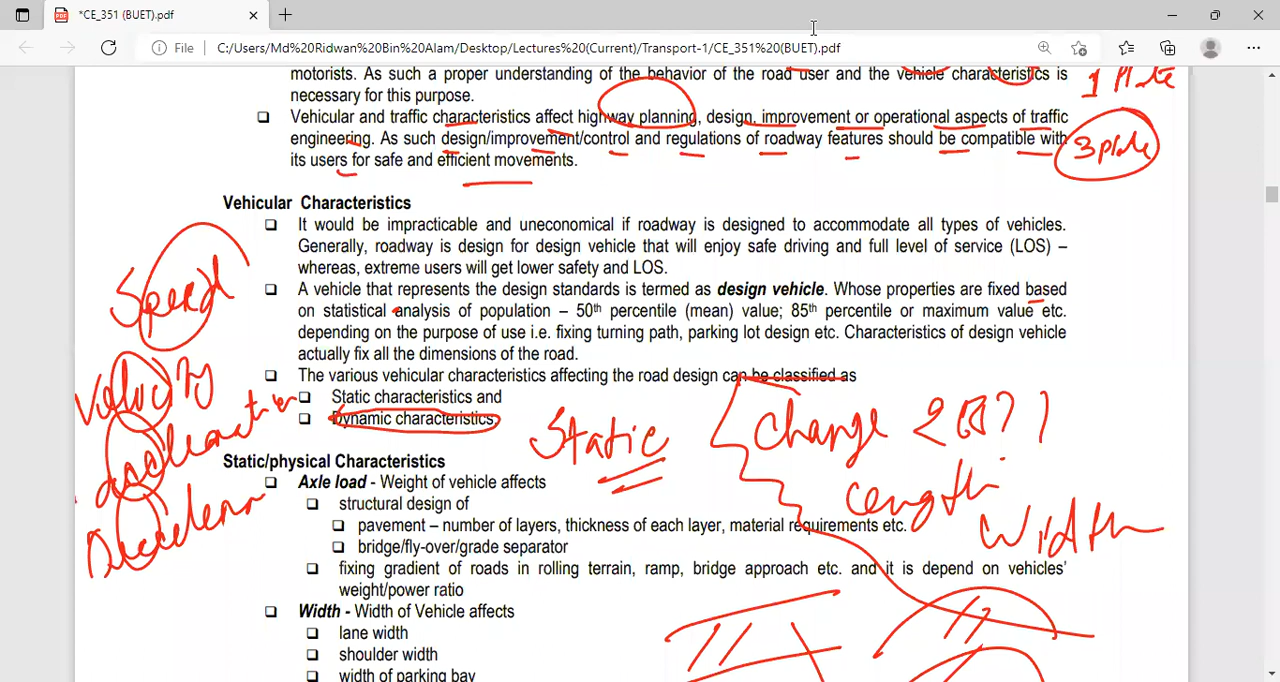 *CE_351 (BUET).pdf
File C:/Users/Md%20Ridwan%20Bin%20Alam/Desktop/Lectures%20(Current)/Transport-1/CE_351%20(BUET).pdf
motorists. As such a proper understanding of the behavior of the road user and the vehicle characteristics is
necessary for this purpose.
1 Plate
Vehicular and traffic characteristics affect highway planning, design, improvement or operational aspects of traffic
engineering. As such design/improvement/control and regulations of roadway features should be compatible with
its users for safe and efficient movements.
3 plate
Vehicular Characteristics
It would be impracticable and uneconomical if roadway is designed to accommodate all types of vehicles.
Generally, roadway is design for design vehicle that will enjoy safe driving and full level of service (LOS) –
whereas, extreme users will get lower safety and LOS.
A vehicle that represents the design standards is termed as design vehicle. Whose properties are fixed based
on statistical analysis of population – 50th percentile (mean) value; 85th percentile or maximum value etc.
depending on the purpose of use i.e. fixing turning path, parking lot design etc. Characteristics of design vehicle
actually fix all the dimensions of the road.
The various vehicular characteristics affecting the road design can be classified as
Static characteristics and
Dynamic characteristics.
Speed
Velocity
Static
Change
Length
Width
Static/physical Characteristics
Axle load - Weight of vehicle affects
structural design of
pavement – number of layers, thickness of each layer, material requirements etc.
bridge/fly-over/grade separator
fixing gradient of roads in rolling terrain, ramp, bridge approach etc. and it is depend on vehicles'
weight/power ratio
Width - Width of Vehicle affects
lane width
shoulder width
width of parking bay